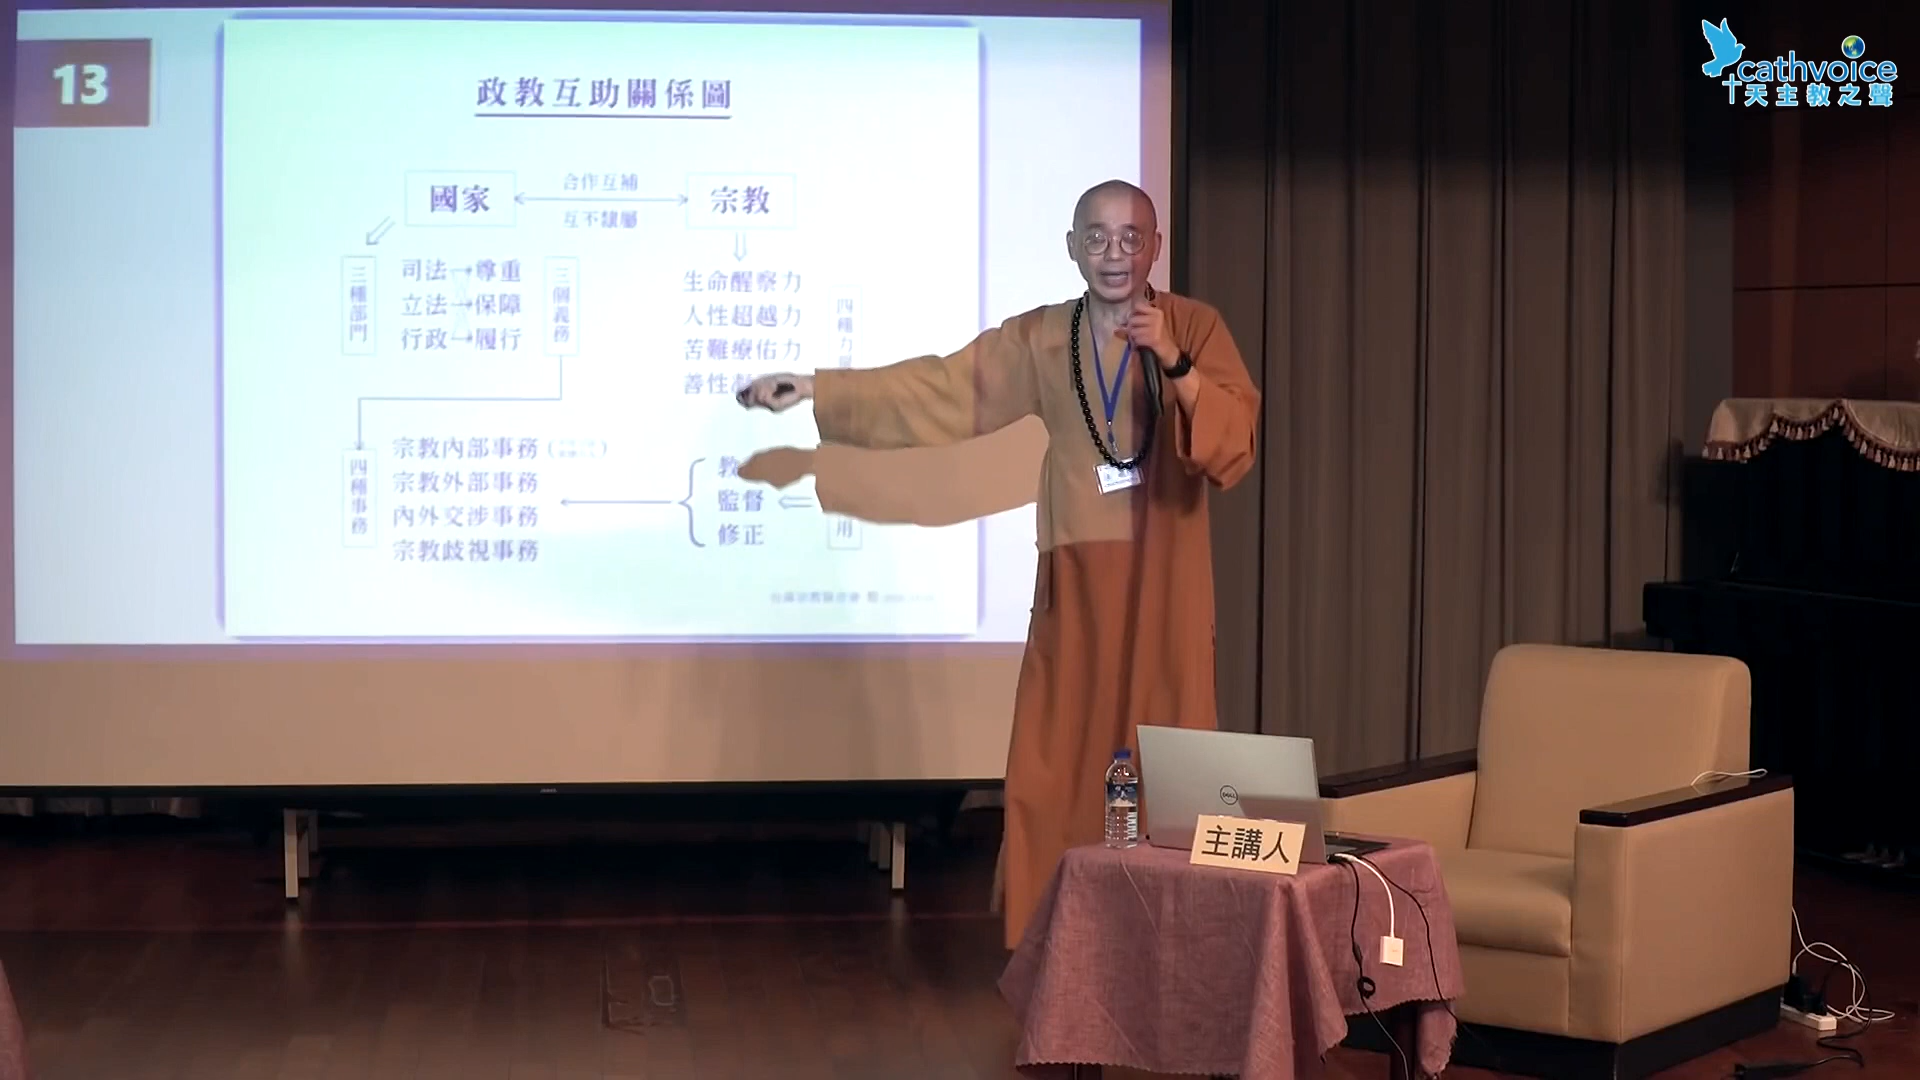 13
政教互助關係圖
國家
合作互補
互不隸屬
宗教
三種部門
司法 尊重
立法 保障
行政 履行
三個義務
生命醒察力
人性超越力
苦難療佑力
善性
四種力
四種事務
宗教內部事務
宗教外部事務
內外交涉事務
宗教歧視事務
教
監督
修正
用
cathvoice
天主教之聲
DELL
主講人